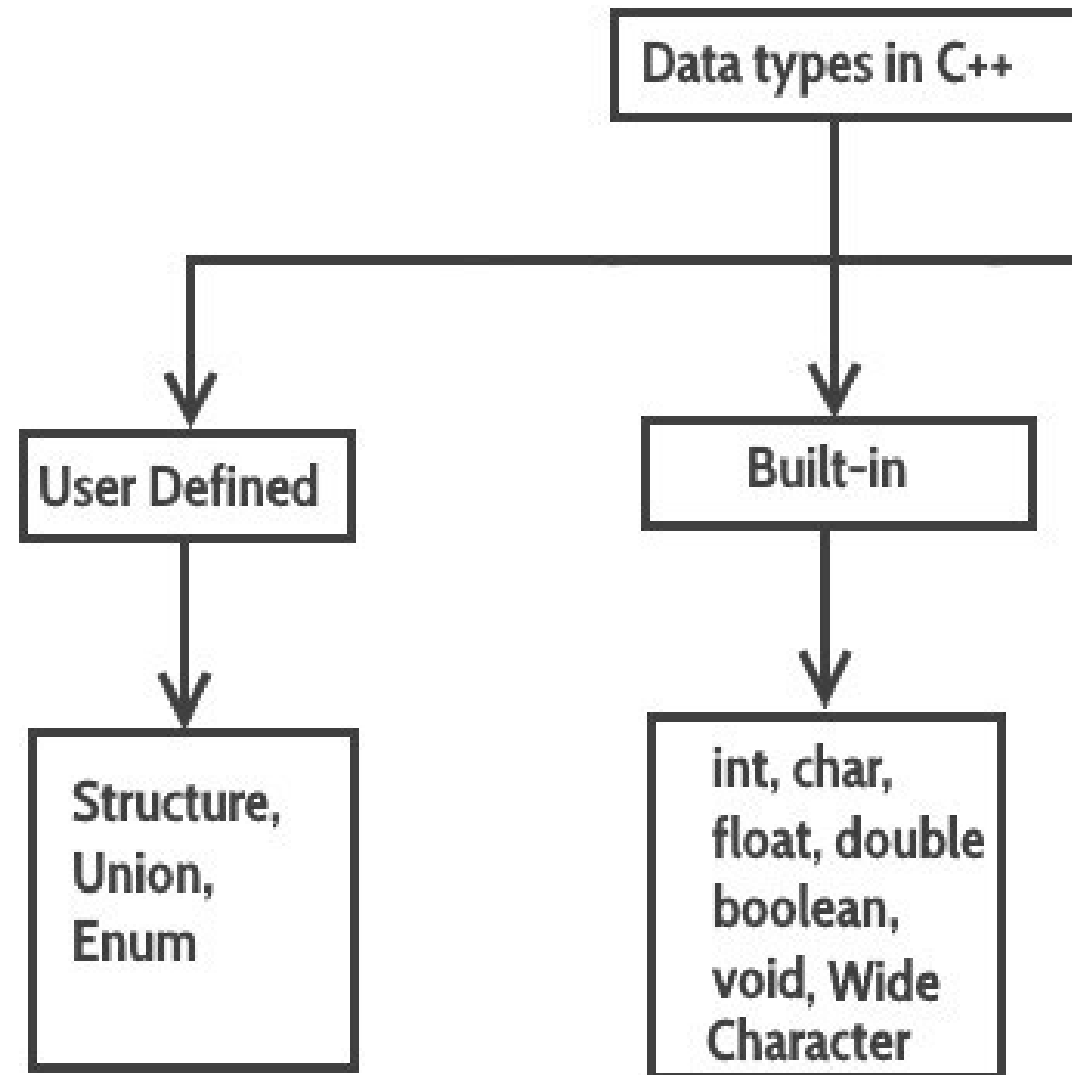 Data types in C++
User Defined
Built-in
Structure,
Union,
Enum
int, char,
float, double
boolean,
void, Wide
Character